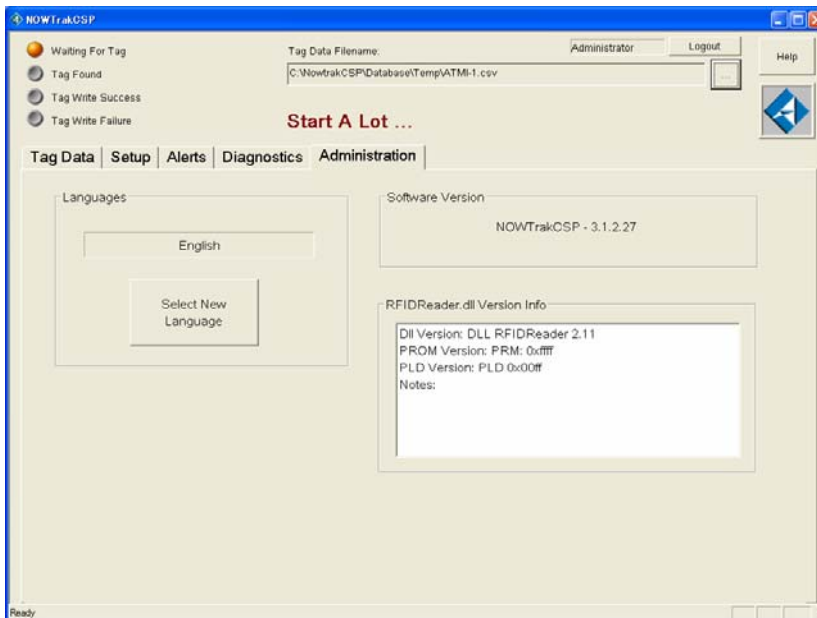 NOWTrakCSP
Waiting For Tag
Tag Found
Tag Write Success
Tag Write Failure
Tag Data Filename:
C:\NowtrakCSP\Database\Temp\ATMI-1.csv
...
Administrator
Logout
Help
Start A Lot ...
Tag Data
Setup
Alerts
Diagnostics
Administration
Languages
English
Select New
Language
Software Version
NOWTrakCSP - 3.1.2.27
RFIDReader.dll Version Info
Dll Version: DLL RFIDReader 2.11
PROM Version: PRM: 0xffff
PLD Version: PLD 0x00ff
Notes:
Ready